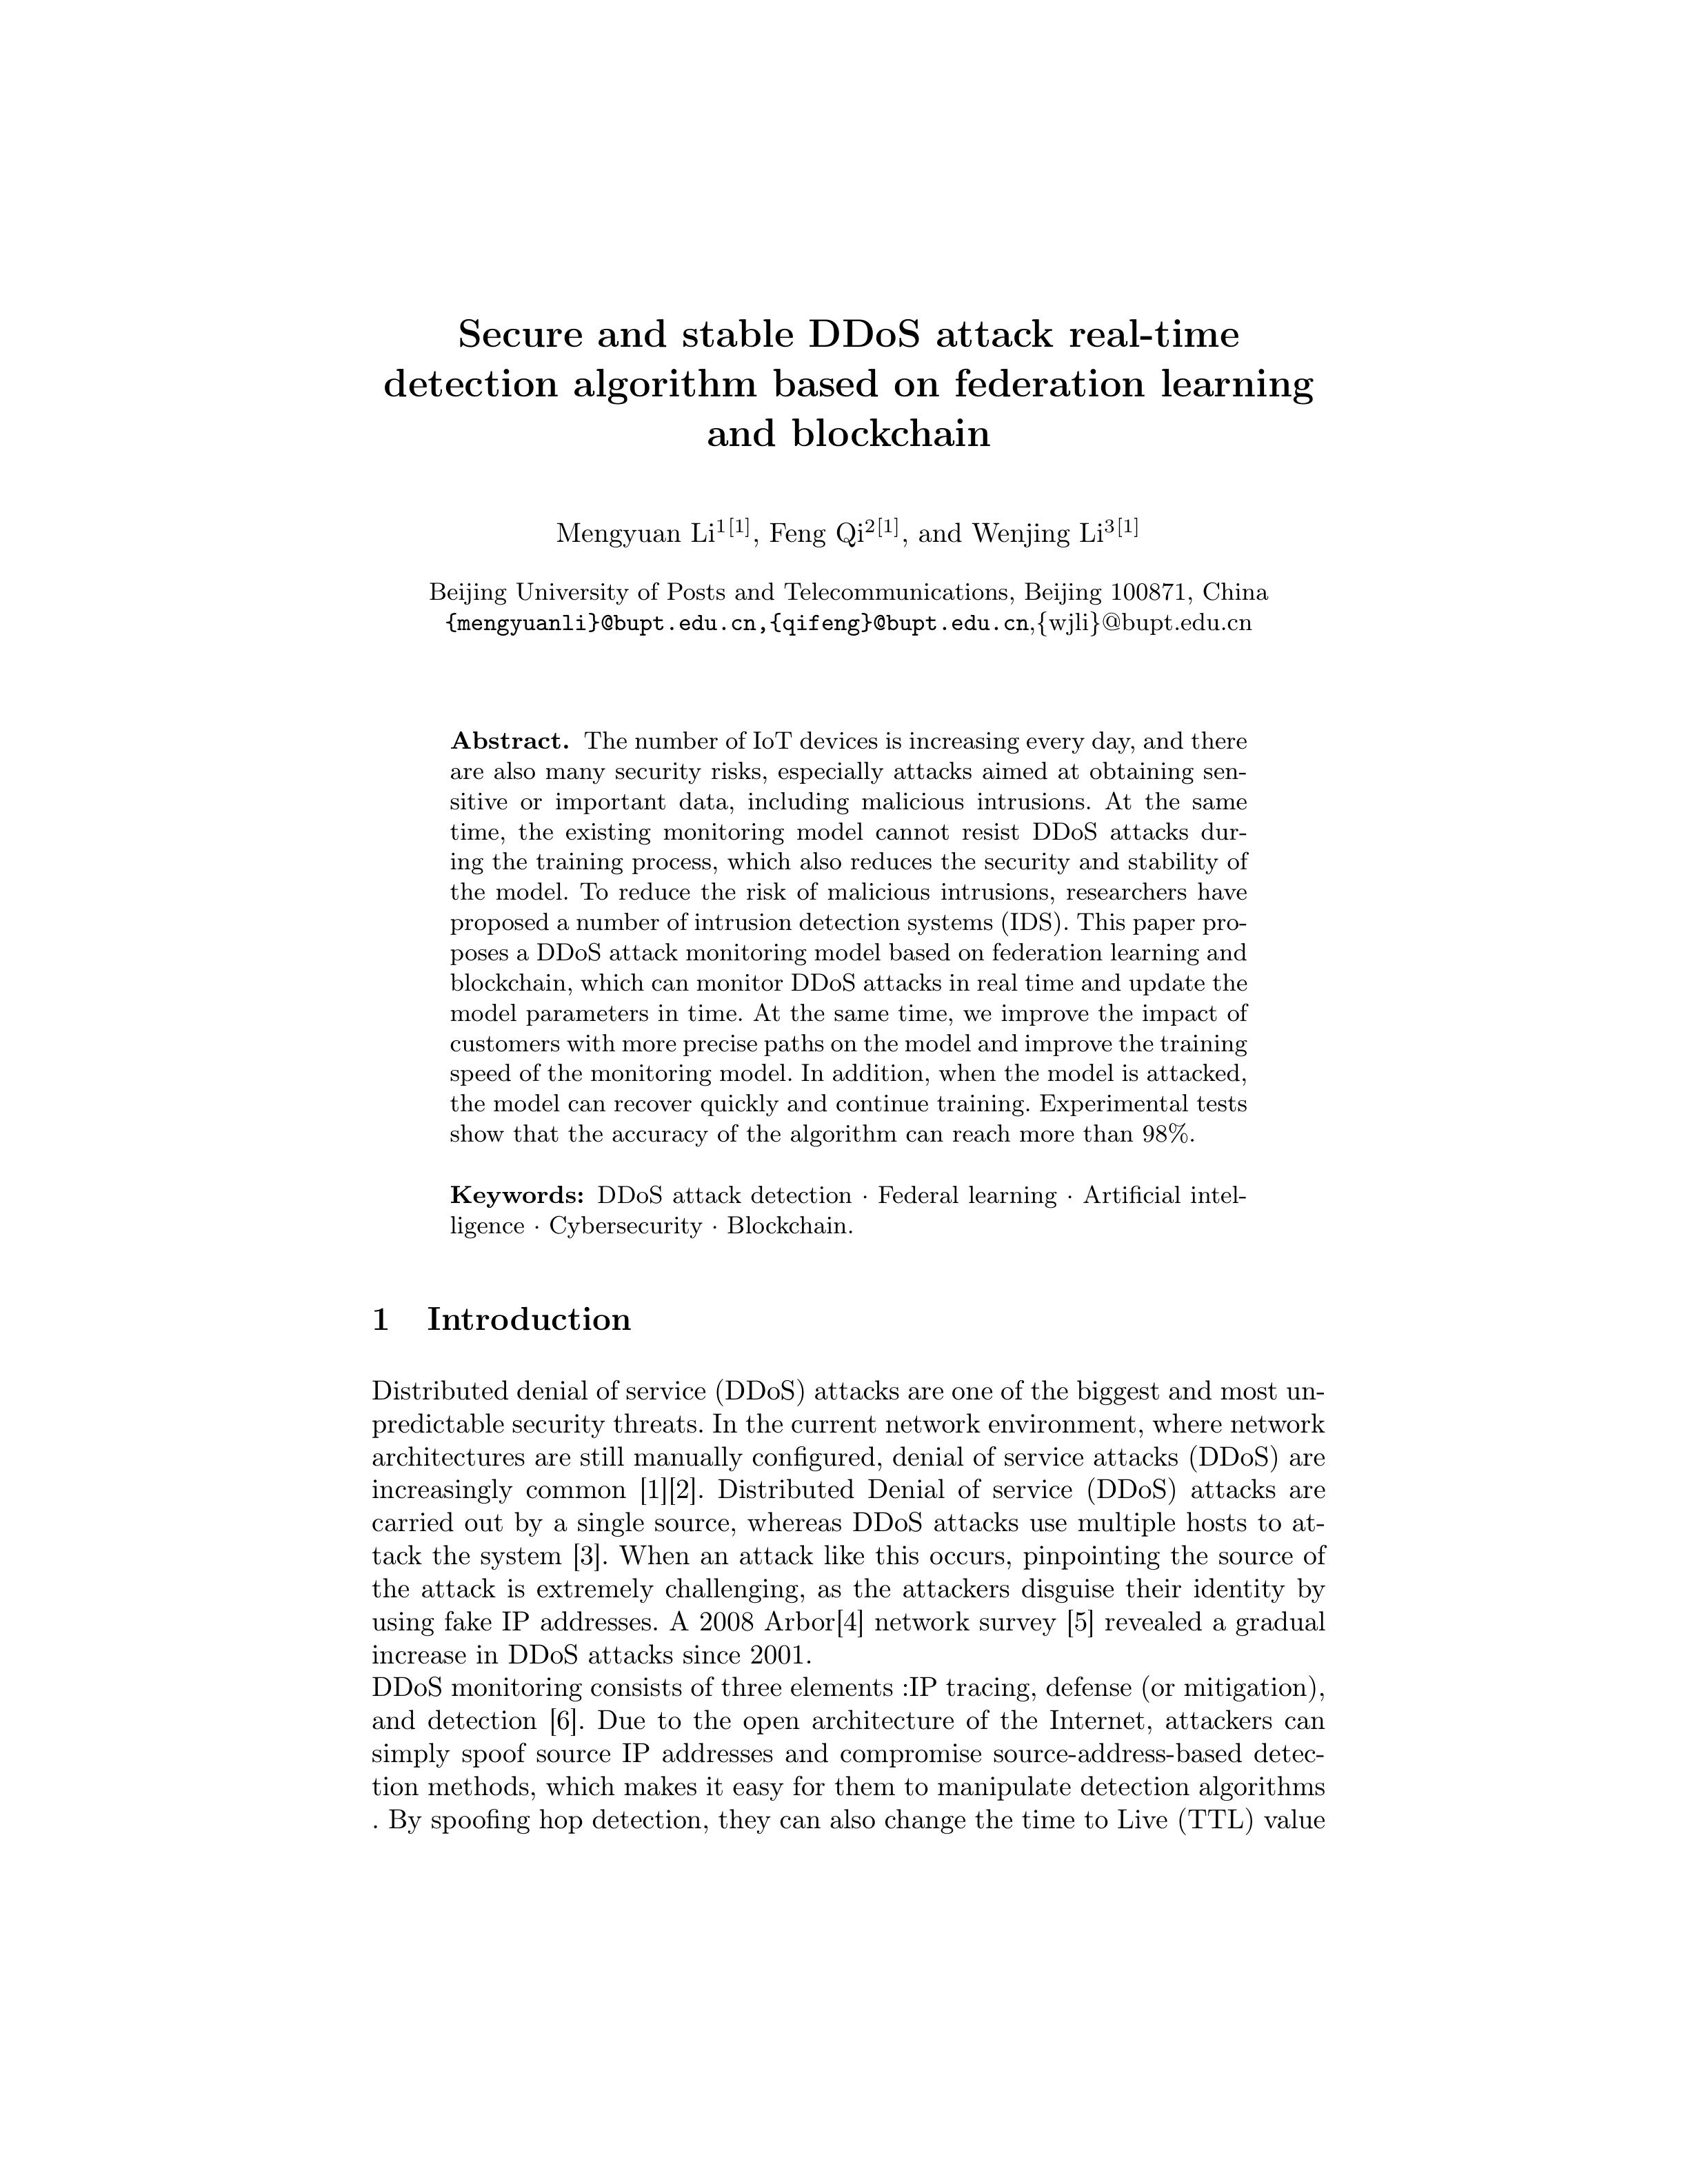 Secure and stable DDoS attack real-time
detection algorithm based on federation learning
and blockchain
Mengyuan Li1[1], Feng Qi2[1], and Wenjing Li3[1]
Beijing University of Posts and Telecommunications, Beijing 100871, China
{mengyuanli}@bupt.edu.cn,{qifeng}@bupt.edu.cn,{wjli}@bupt.edu.cn
Abstract. The number of IoT devices is increasing every day, and there
are also many security risks, especially attacks aimed at obtaining sen-
sitive or important data, including malicious intrusions. At the same
time, the existing monitoring model cannot resist DDoS attacks dur-
ing the training process, which also reduces the security and stability of
the model. To reduce the risk of malicious intrusions, researchers have
proposed a number of intrusion detection systems (IDS). This paper pro-
poses a DDoS attack monitoring model based on federation learning and
blockchain, which can monitor DDoS attacks in real time and update the
model parameters in time. At the same time, we improve the impact of
customers with more precise paths on the model and improve the training
speed of the monitoring model. In addition, when the model is attacked,
the model can recover quickly and continue training. Experimental tests
show that the accuracy of the algorithm can reach more than 98%.
Keywords: DDoS attack detection · Federal learning · Artificial intel-
ligence · Cybersecurity · Blockchain.
1 Introduction
Distributed denial of service (DDoS) attacks are one of the biggest and most un-
predictable security threats. In the current network environment, where network
architectures are still manually configured, denial of service attacks (DDoS) are
increasingly common [1][2]. Distributed Denial of service (DDoS) attacks are
carried out by a single source, whereas DDoS attacks use multiple hosts to at-
tack the system [3]. When an attack like this occurs, pinpointing the source of
the attack is extremely challenging, as the attackers disguise their identity by
using fake IP addresses. A 2008 Arbor[4] network survey [5] revealed a gradual
increase in DDoS attacks since 2001.
DDoS monitoring consists of three elements :IP tracing, defense (or mitigation),
and detection [6]. Due to the open architecture of the Internet, attackers can
simply spoof source IP addresses and compromise source-address-based detec-
tion methods, which makes it easy for them to manipulate detection algorithms
. By spoofing hop detection, they can also change the time to Live (TTL) value